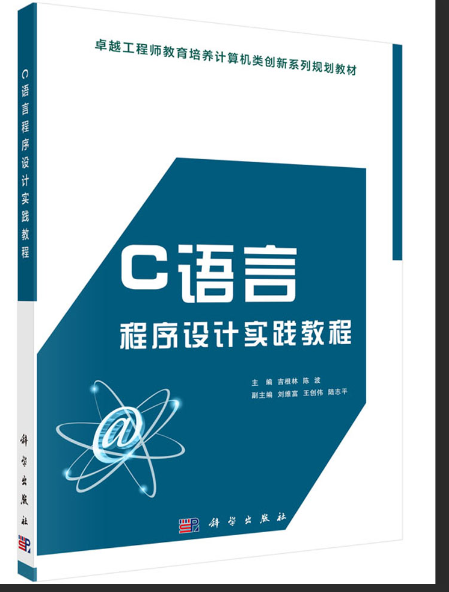 卓越工程师教育培养计算机类创新系列规划教材
C语言程序设计实践教程
C语言
程序设计实践教程
主 编 吉根林 陈 波
副主编 刘维富 王创伟 陆志平
@
科学出版社
科学出版社